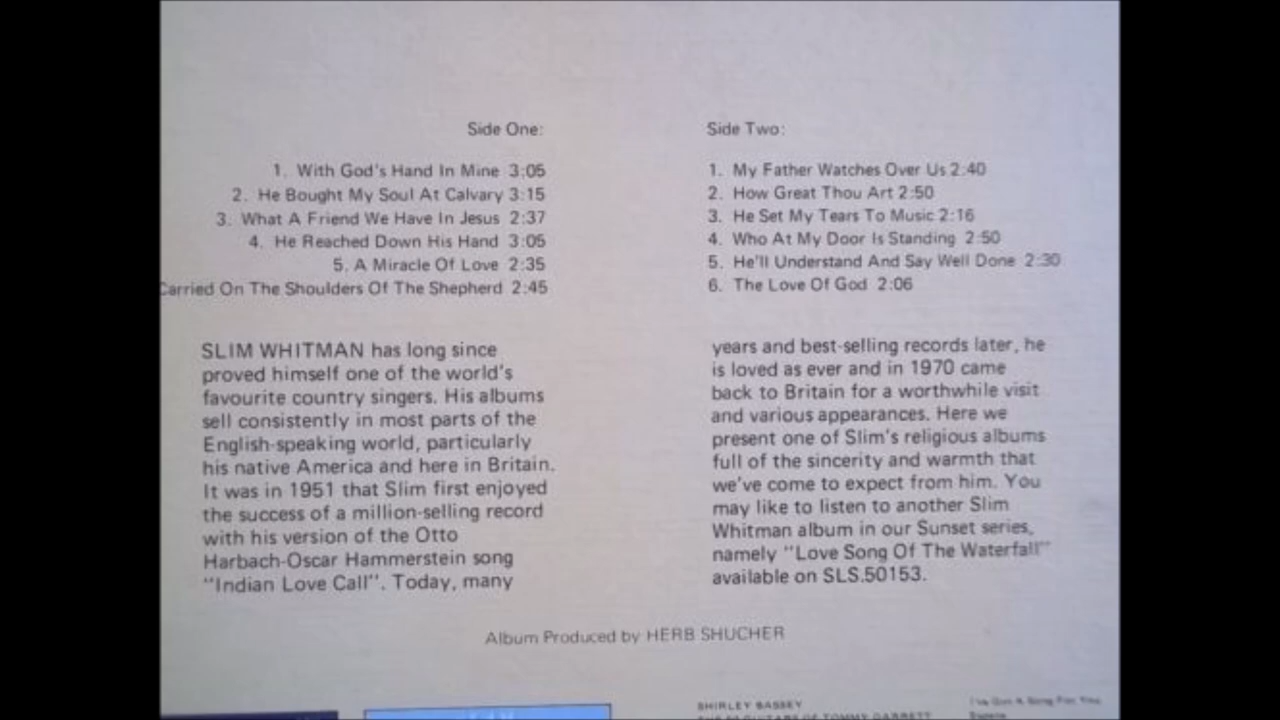 Side One:
1. With God's Hand In Mine 3:05
2. He Bought My Soul At Calvary 3:15
3. What A Friend We Have In Jesus 2:37
4. He Reached Down His Hand 3:05
5. A Miracle Of Love 2:35
Carried On The Shoulders Of The Shepherd 2:45
Side Two:
1. My Father Watches Over Us 2:40
2. How Great Thou Art 2:50
3. He Set My Tears To Music 2:16
4. Who At My Door Is Standing 2:50
5. He'll Understand And Say Well Done 2:30
6. The Love Of God 2:06
SLIM WHITMAN has long since
proved himself one of the world's
favourite country singers. His albums
sell consistently in most parts of the
English-speaking world, particularly
his native America and here in Britain.
It was in 1951 that Slim first enjoyed
the success of a million-selling record
with his version of the Otto
Harbach-Oscar Hammerstein song
"Indian Love Call". Today, many
years and best-selling records later, he
is loved as ever and in 1970 came
back to Britain for a worthwhile visit
and various appearances. Here we
present one of Slim's religious albums
full of the sincerity and warmth that
we've come to expect from him. You
may like to listen to another Slim
Whitman album in our Sunset series,
namely "Love Song Of The Waterfall"
available on SLS.50153.
Album Produced by HERB SHUCHER
SHIRLEY BASSEY
OF TOMMY GARRETT
I've Got A Song For You